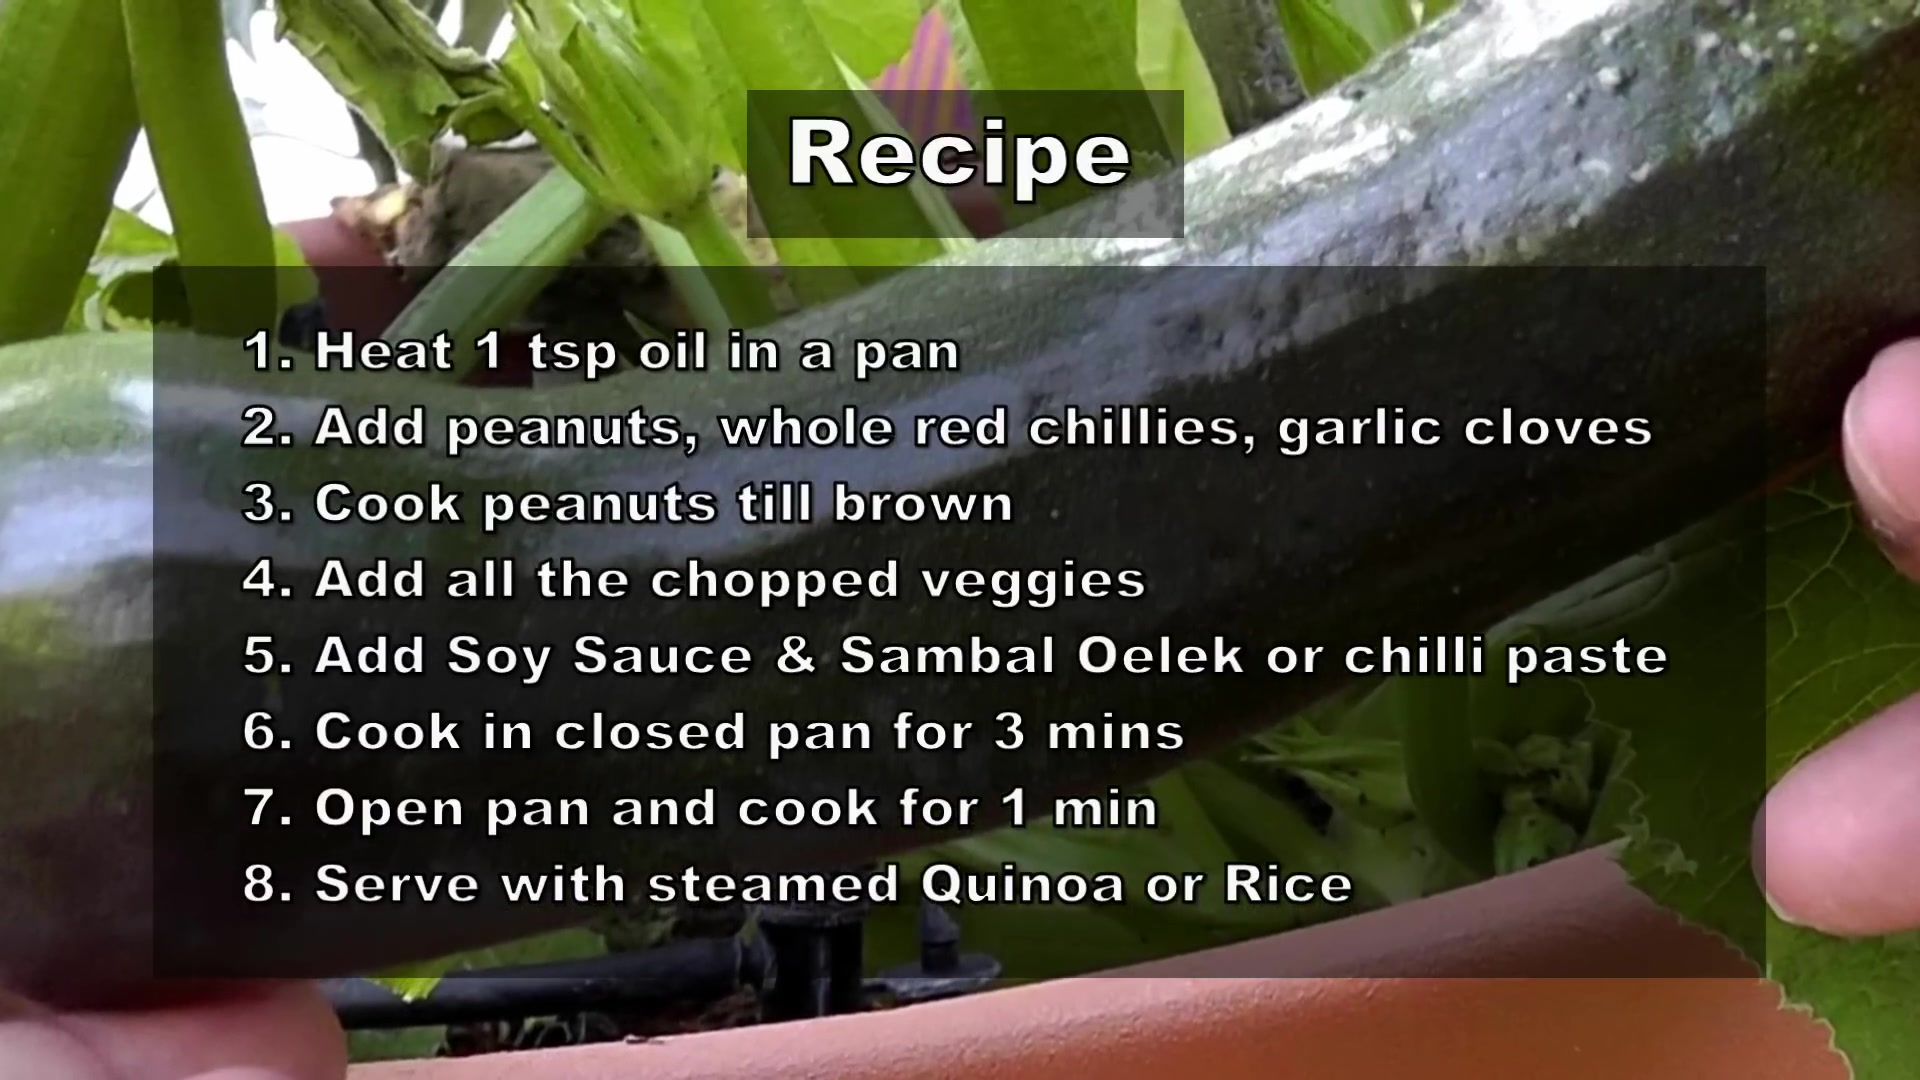 Recipe
1. Heat 1 tsp oil in a pan
2. Add peanuts, whole red chillies, garlic cloves
3. Cook peanuts till brown
4. Add all the chopped veggies
5. Add Soy Sauce & Sambal Oelek or chilli paste
6. Cook in closed pan for 3 mins
7. Open pan and cook for 1 min
8. Serve with steamed Quinoa or Rice